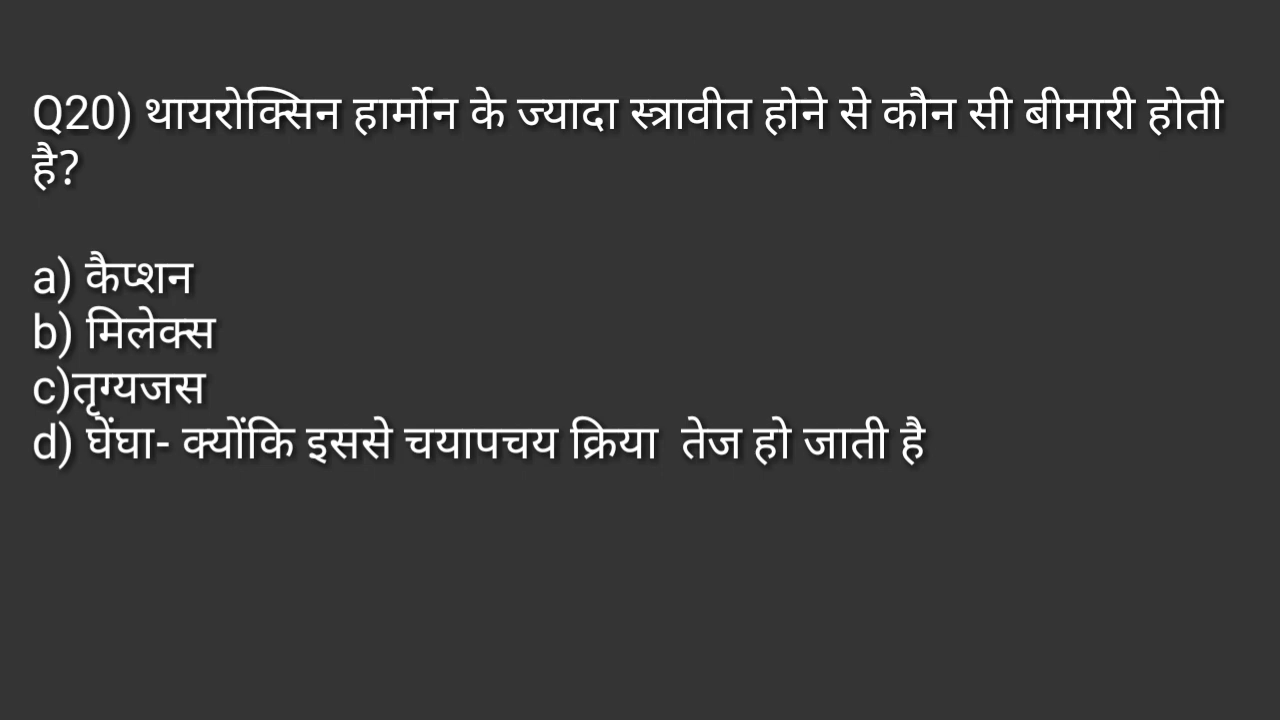 Q20) थायरोक्सिन हार्मोन के ज्यादा स्त्रावीत होने से कौन सी बीमारी होती
है?
a) कैप्शन
b) मिलेक्स
c)तृग्यजस
d) घेंघा- क्योंकि इससे चयापचय क्रिया  तेज हो जाती है